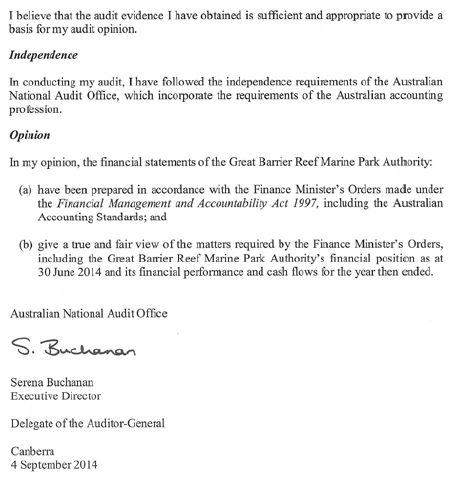 I believe that the audit evidence I have obtained is sufficient and appropriate to provide a
basis for my audit opinion.
Independence
In conducting my audit, I have followed the independence requirements of the Australian
National Audit Office, which incorporate the requirements of the Australian accounting
profession.
Opinion
In my opinion, the financial statements of the Great Barrier Reef Marine Park Authority:
(a) have been prepared in accordance with the Finance Minister's Orders made under
the Financial Management and Accountability Act 1997, including the Australian
Accounting Standards; and
(b) give a true and fair view of the matters required by the Finance Minister's Orders,
including the Great Barrier Reef Marine Park Authority's financial position as at
30 June 2014 and its financial performance and cash flows for the year then ended.
Australian National Audit Office
S. Buchanan
Serena Buchanan
Executive Director
Delegate of the Auditor-General
Canberra
4 September 2014